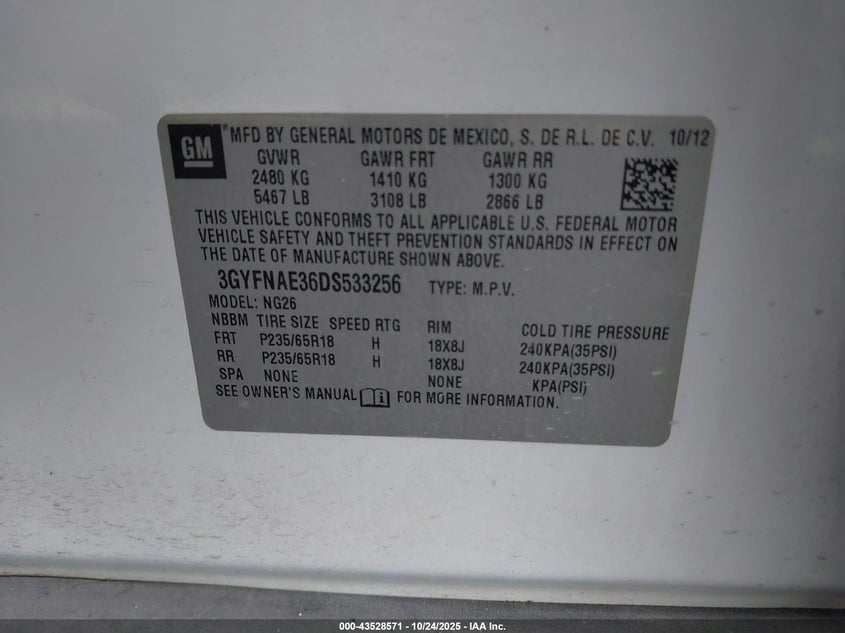 GM MFD BY GENERAL MOTORS DE MEXICO, S. DE R.L. DE C.V. 10/12
GVWR GAWR FRT GAWR RR
2480 KG 1410 KG 1300 KG
5467 LB 3108 LB 2866 LB
THIS VEHICLE CONFORMS TO ALL APPLICABLE U.S. FEDERAL MOTOR
VEHICLE SAFETY AND THEFT PREVENTION STANDARDS IN EFFECT ON
THE DATE OF MANUFACTURE SHOWN ABOVE.
3GYFNAE36DS533256 TYPE: M.P.V.
MODEL: NG26
NBBM TIRE SIZE SPEED RTG RIM COLD TIRE PRESSURE
FRT P235/65R18 H 18X8J 240KPA(35PSI)
RR P235/65R18 H 18X8J 240KPA(35PSI)
SPA NONE NONE KPA(PSI)
SEE OWNER'S MANUAL FOR MORE INFORMATION.
000-43528571 - 10/24/2025 - IAA Inc.